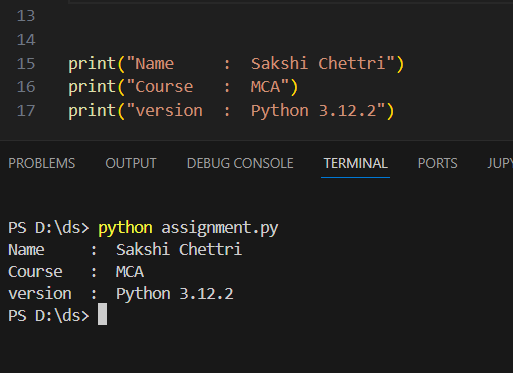 13
14
15 print("Name     :  Sakshi Chettri")
16 print("Course   :  MCA")
17 print("version  :  Python 3.12.2")
PROBLEMS OUTPUT DEBUG CONSOLE TERMINAL PORTS JUPY
PS D:\ds> python assignment.py
Name     :  Sakshi Chettri
Course   :  MCA
version  :  Python 3.12.2
PS D:\ds>